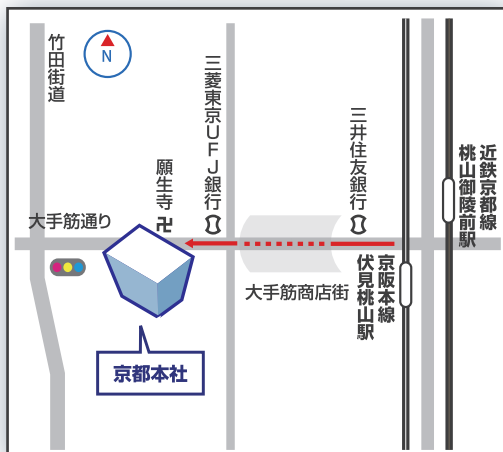 竹田街道
N
三菱東京UFJ銀行
三井住友銀行
近鉄京都線
桃山御陵前駅
願生寺
卍
大手筋通り
京阪本線
伏見桃山駅
大手筋商店街
京都本社